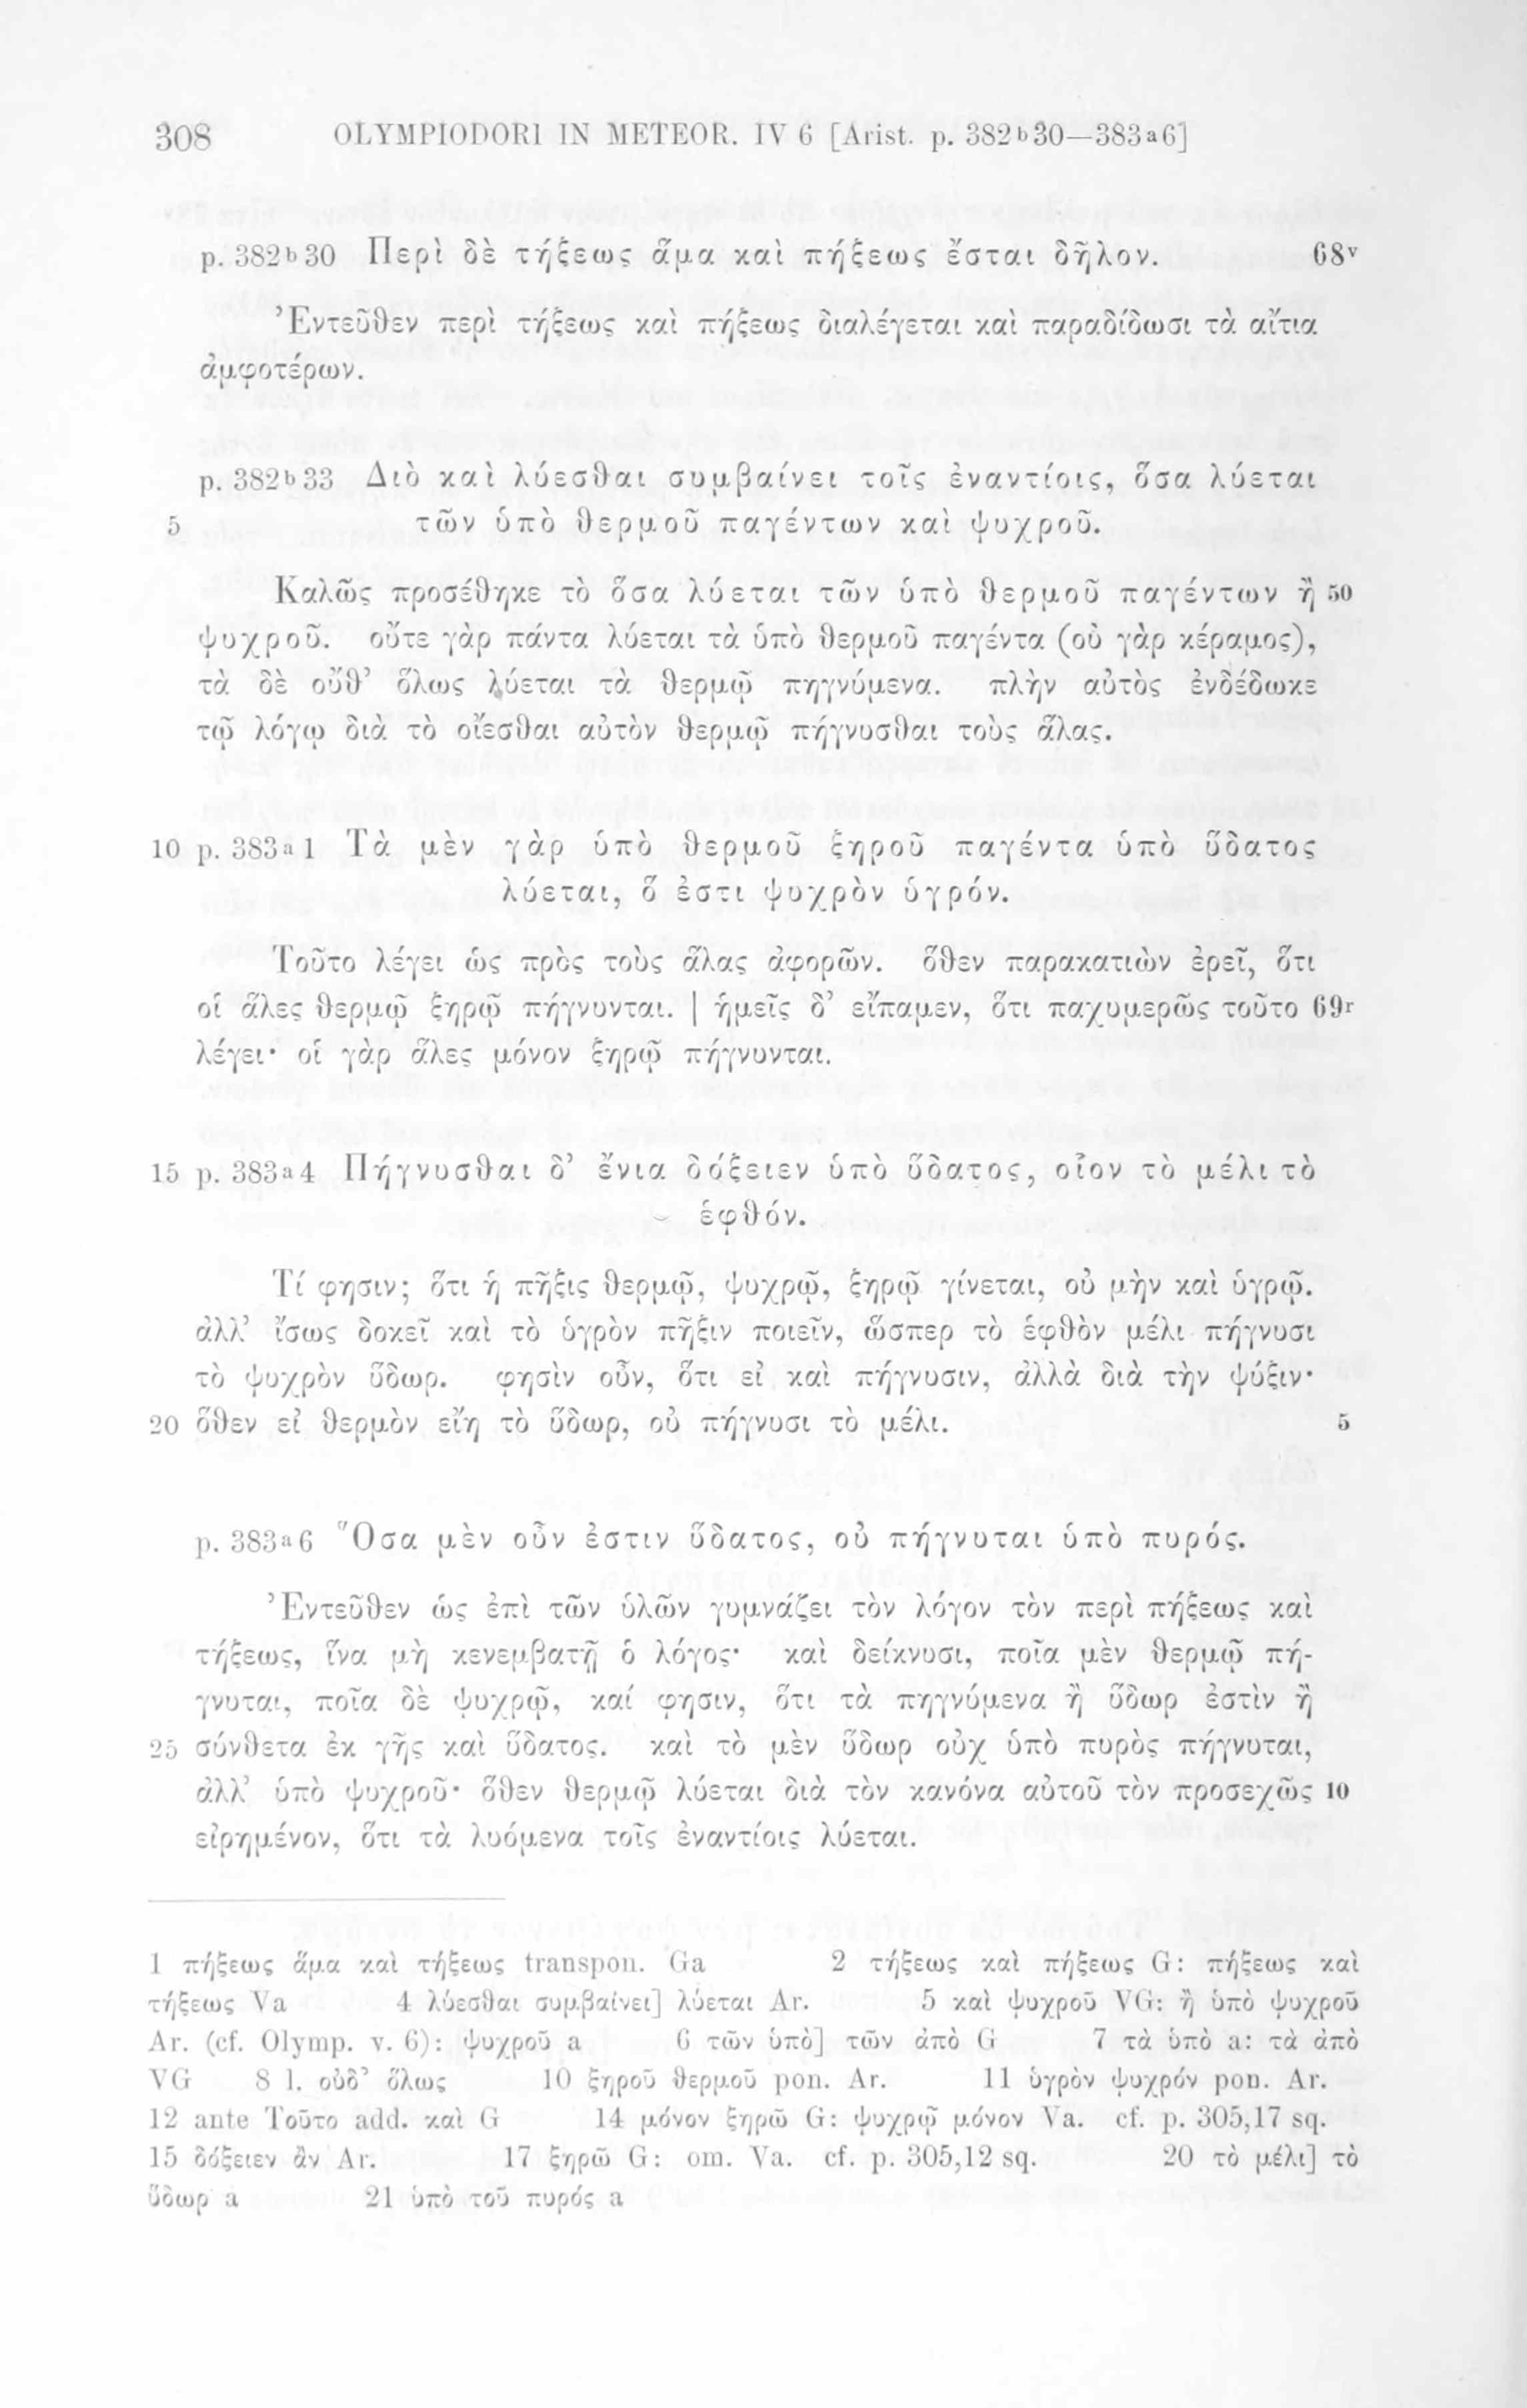 308 OLYMPIODORI IN METEOR. IV 6 [Arist. p. 382b30—383a6]
p. 382b30 Περὶ δὲ τήξεως ἅμα καὶ πήξεως ἔσται δῆλον. 68v
Ἐντεῦθεν περὶ τήξεως καὶ πήξεως διαλέγεται καὶ παραδίδωσι τὰ αἴτια
ἀμφοτέρων.
p. 382b33 Διὸ καὶ λύεσθαι συμβαίνει τοῖς ἐναντίοις, ὅσα λύεται
5 τῶν ὑπὸ θερμοῦ παγέντων καὶ ψυχροῦ.
Καλῶς προσέθηκε τὸ ὅσα λύεται τῶν ὑπὸ θερμοῦ παγέντων ἢ 50
ψυχροῦ. οὔτε γὰρ πάντα λύεται τὰ ὑπὸ θερμοῦ παγέντα (οὐ γὰρ κέραμος),
τὰ δὲ οὔθ’ ὅλως λύεται τὰ θερμῷ πηγνύμενα. πλὴν αὐτὸς ἐνδέδωκε
τῷ λόγῳ διὰ τὸ οἴεσθαι αὐτὸν θερμῷ πήγνυσθαι τοὺς ἅλας.
10 p. 383a1 Τὰ μὲν γὰρ ὑπὸ θερμοῦ ξηροῦ παγέντα ὑπὸ ὕδατος
λύεται, ὅ ἐστι ψυχρὸν ὑγρόν.
Τοῦτο λέγει ὡς πρὸς τοὺς ἅλας ἀφορῶν. ὅθεν παρακατιὼν ἐρεῖ, ὅτι
οἱ ἅλες θερμῷ ξηρῷ πήγνυνται. | ἡμεῖς δ’ εἴπαμεν, ὅτι παχυμερῶς τοῦτο 69r
λέγει· οἱ γὰρ ἅλες μόνον ξηρῷ πήγνυνται.
15 p. 383a4 Πήγνυσθαι δ’ ἔνια δόξειεν ὑπὸ ὕδατος, οἷον τὸ μέλι τὸ
ἑφθόν.
Τί φησιν; ὅτι ἡ πῆξις θερμῷ, ψυχρῷ, ξηρῷ γίνεται, οὐ μὴν καὶ ὑγρῷ.
ἀλλ’ ἴσως δοκεῖ καὶ τὸ ὑγρὸν πῆξιν ποιεῖν, ὥσπερ τὸ ἑφθὸν μέλι πήγνυσι
τὸ ψυχρὸν ὕδωρ. φησὶν οὖν, ὅτι εἰ καὶ πήγνυσιν, ἀλλὰ διὰ τὴν ψύξιν·
20 ὅθεν εἰ θερμὸν εἴη τὸ ὕδωρ, οὐ πήγνυσι τὸ μέλι. 5
p. 383a6 Ὅσα μὲν οὖν ἐστιν ὕδατος, οὐ πήγνυται ὑπὸ πυρός.
Ἐντεῦθεν ὡς ἐπὶ τῶν ὑλῶν γυμνάζει τὸν λόγον τὸν περὶ πήξεως καὶ
τήξεως, ἵνα μὴ κενεμβατῇ ὁ λόγος· καὶ δείκνυσι, ποῖα μὲν θερμῷ πή-
γνυται, ποῖα δὲ ψυχρῷ, καί φησιν, ὅτι τὰ πηγνύμενα ἢ ὕδωρ ἐστὶν ἢ
25 σύνθετα ἐκ γῆς καὶ ὕδατος. καὶ τὸ μὲν ὕδωρ οὐχ ὑπὸ πυρὸς πήγνυται,
ἀλλ’ ὑπὸ ψυχροῦ· ὅθεν θερμῷ λύεται διὰ τὸν κανόνα αὐτοῦ τὸν προσεχῶς 10
εἰρημένον, ὅτι τὰ λυόμενα τοῖς ἐναντίοις λύεται.
1 πήξεως ἅμα καὶ τήξεως transpon. Ga 2 τήξεως καὶ πήξεως G: πήξεως καὶ
τήξεως Va 4 λύεσθαι συμβαίνει] λύεται Ar. 5 καὶ ψυχροῦ VG: ἢ ὑπὸ ψυχροῦ
Ar. (cf. Olymp. v. 6): ψυχροῦ a 6 τῶν ὑπὸ] τῶν ἀπὸ G 7 τὰ ὑπὸ a: τὰ ἀπὸ
VG 8 l. οὐδ’ ὅλως 10 ξηροῦ θερμοῦ pon. Ar. 11 ὑγρὸν ψυχρόν pon. Ar.
12 ante Τοῦτο add. καὶ G 14 μόνον ξηρῶ G: ψυχρῷ μόνον Va. cf. p. 305,17 sq.
15 δόξειεν ἂν Ar. 17 ξηρῶ G: om. Va. cf. p. 305,12 sq. 20 τὸ μέλι] τὸ
ὕδωρ a 21 ὑπὸ τοῦ πυρός a